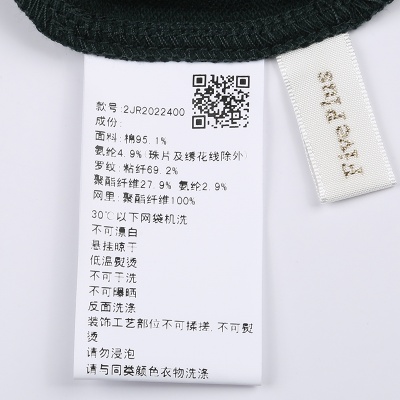 款号:2JR2022400
成份:
面料:棉95.1%
氨纶4.9%(珠片及绣花线除外)
罗纹:粘纤69.2%
聚酯纤维27.9% 氨纶2.9%
网里:聚酯纤维100%
30℃以下网袋机洗
不可漂白
悬挂晾干
低温熨烫
不可干洗
不可曝晒
反面洗涤
装饰工艺部位不可揉搓,不可熨
烫
请勿浸泡
请与同类颜色衣物洗涤
Five Plus